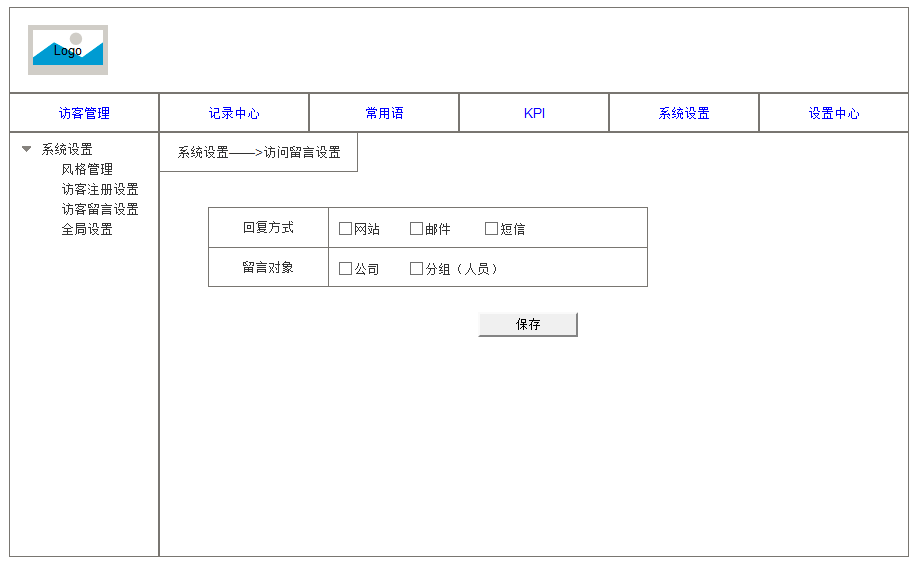 Logo
访客管理 记录中心 常用语 KPI 系统设置 设置中心
系统设置
风格管理
访客注册设置
访客留言设置
全局设置
系统设置——>访问留言设置
回复方式 网站 邮件 短信
留言对象 公司 分组（人员）
保存